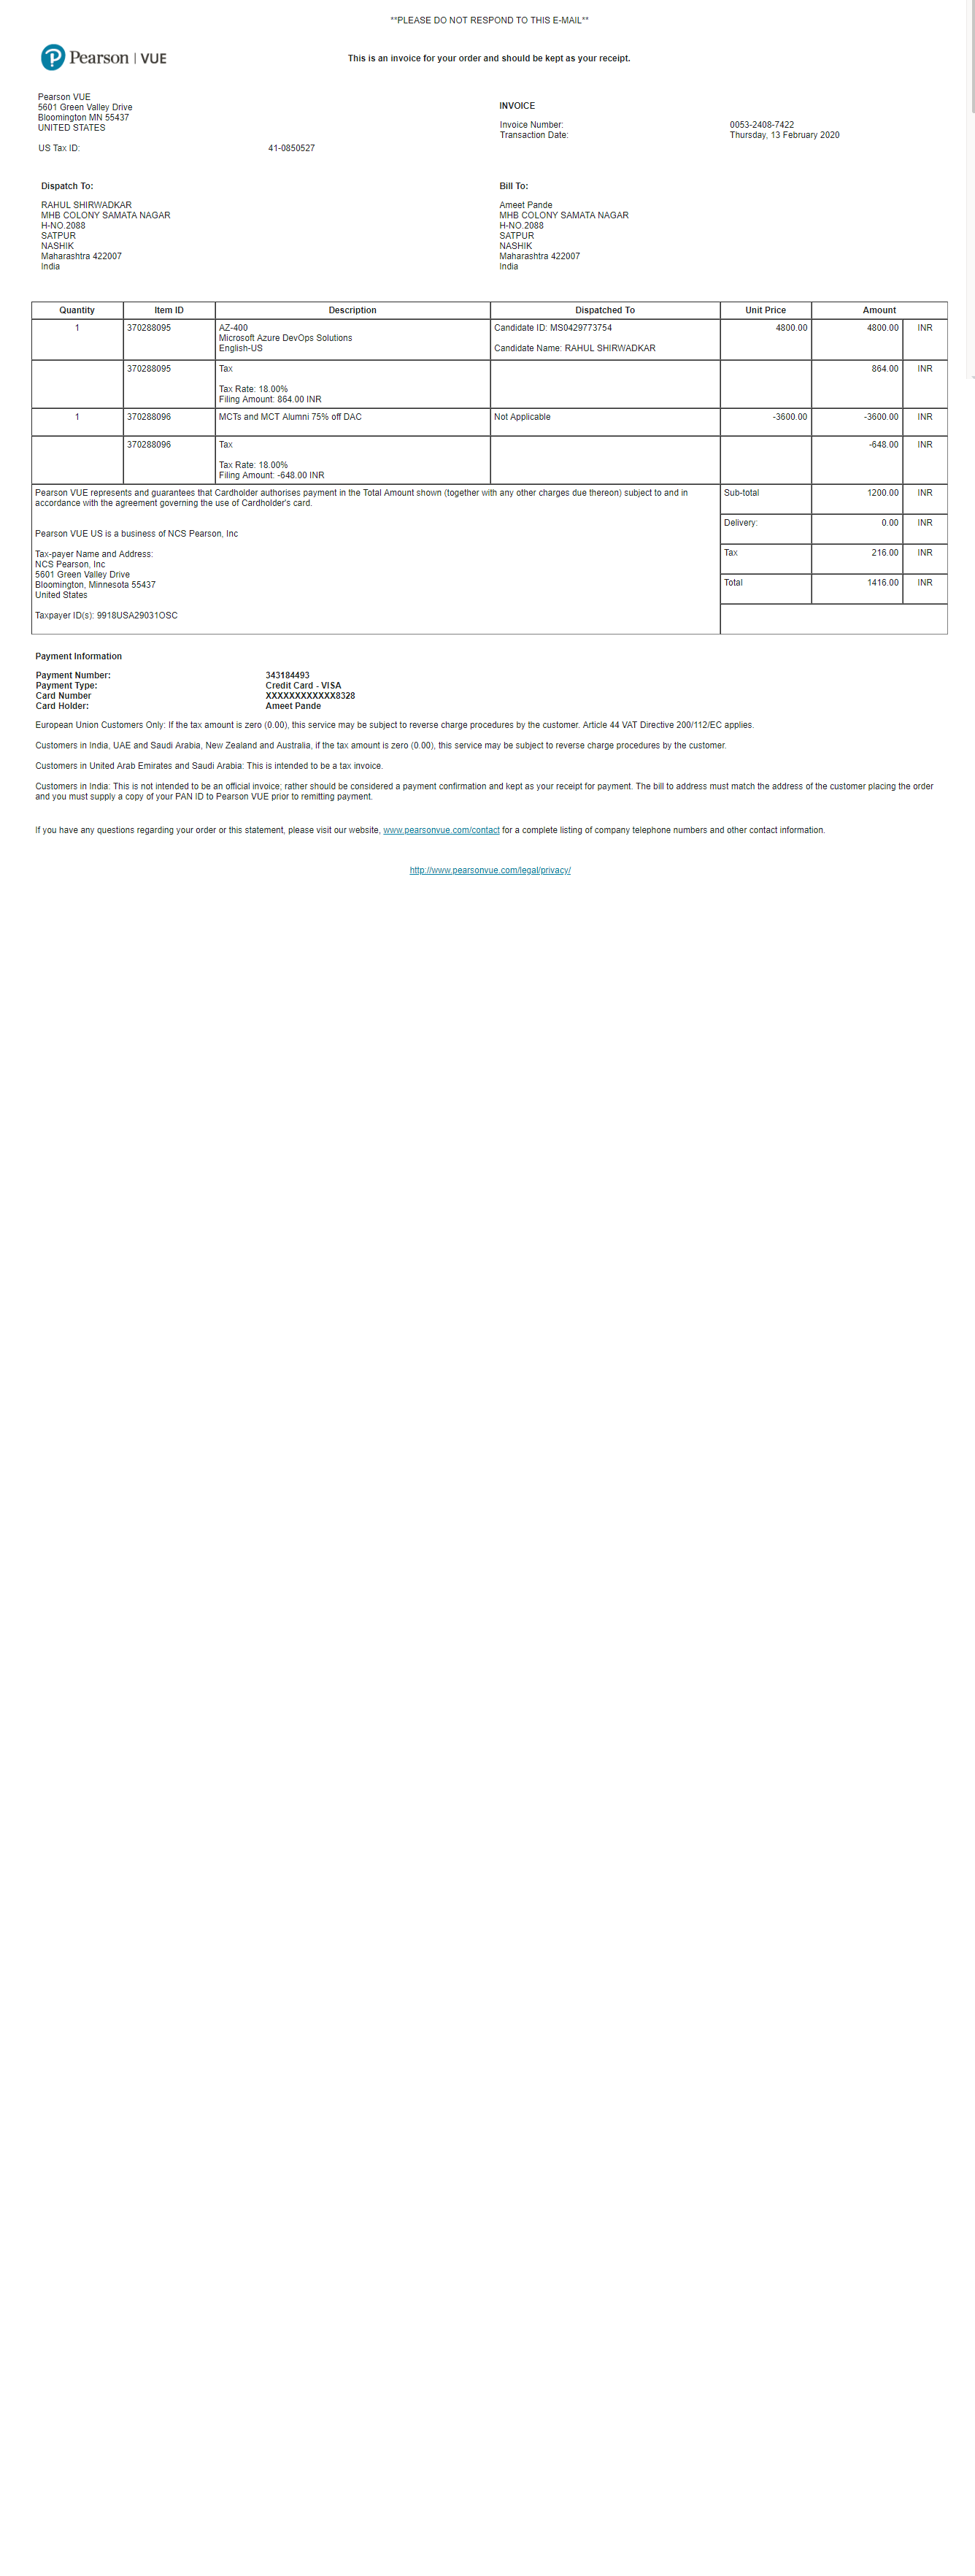 **PLEASE DO NOT RESPOND TO THIS E-MAIL**
Pearson | VUE
This is an invoice for your order and should be kept as your receipt.
Pearson VUE
5601 Green Valley Drive
Bloomington MN 55437
UNITED STATES
US Tax ID: 41-0850527
INVOICE
Invoice Number: 0053-2408-7422
Transaction Date: Thursday, 13 February 2020
Dispatch To:
RAHUL SHIRWADKAR
MHB COLONY SAMATA NAGAR
H-NO.2088
SATPUR
NASHIK
Maharashtra 422007
India
Bill To:
Ameet Pande
MHB COLONY SAMATA NAGAR
H-NO.2088
SATPUR
NASHIK
Maharashtra 422007
India
Quantity Item ID Description Dispatched To Unit Price Amount
1 370288095 AZ-400 Candidate ID: MS0429773754 4800.00 4800.00 INR
Microsoft Azure DevOps Solutions
English-US Candidate Name: RAHUL SHIRWADKAR
370288095 Tax 864.00 INR
Tax Rate: 18.00%
Filing Amount: 864.00 INR
1 370288096 MCTs and MCT Alumni 75% off DAC Not Applicable -3600.00 -3600.00 INR
370288096 Tax -648.00 INR
Tax Rate: 18.00%
Filing Amount: -648.00 INR
Pearson VUE represents and guarantees that Cardholder authorises payment in the Total Amount shown (together with any other charges due thereon) subject to and in
accordance with the agreement governing the use of Cardholder's card.
Pearson VUE US is a business of NCS Pearson, Inc
Tax-payer Name and Address:
NCS Pearson, Inc
5601 Green Valley Drive
Bloomington, Minnesota 55437
United States
Taxpayer ID(s): 9918USA29031OSC
Sub-total 1200.00 INR
Delivery: 0.00 INR
Tax 216.00 INR
Total 1416.00 INR
Payment Information
Payment Number: 343184493
Payment Type: Credit Card - VISA
Card Number XXXXXXXXXXXX8328
Card Holder: Ameet Pande
European Union Customers Only: If the tax amount is zero (0.00), this service may be subject to reverse charge procedures by the customer. Article 44 VAT Directive 200/112/EC applies.
Customers in India, UAE and Saudi Arabia, New Zealand and Australia, if the tax amount is zero (0.00), this service may be subject to reverse charge procedures by the customer.
Customers in United Arab Emirates and Saudi Arabia: This is intended to be a tax invoice.
Customers in India: This is not intended to be an official invoice; rather should be considered a payment confirmation and kept as your receipt for payment. The bill to address must match the address of the customer placing the order
and you must supply a copy of your PAN ID to Pearson VUE prior to remitting payment.
If you have any questions regarding your order or this statement, please visit our website, www.pearsonvue.com/contact for a complete listing of company telephone numbers and other contact information.
http://www.pearsonvue.com/legal/privacy/